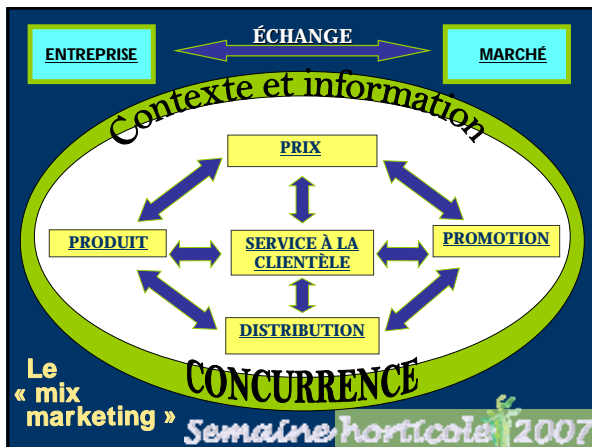 ÉCHANGE
ENTREPRISE
MARCHÉ
Contexte et information
PRIX
PRODUIT
SERVICE À LA
CLIENTÈLE
PROMOTION
DISTRIBUTION
CONCURRENCE
Le
« mix
marketing »
Semaine horticole 2007